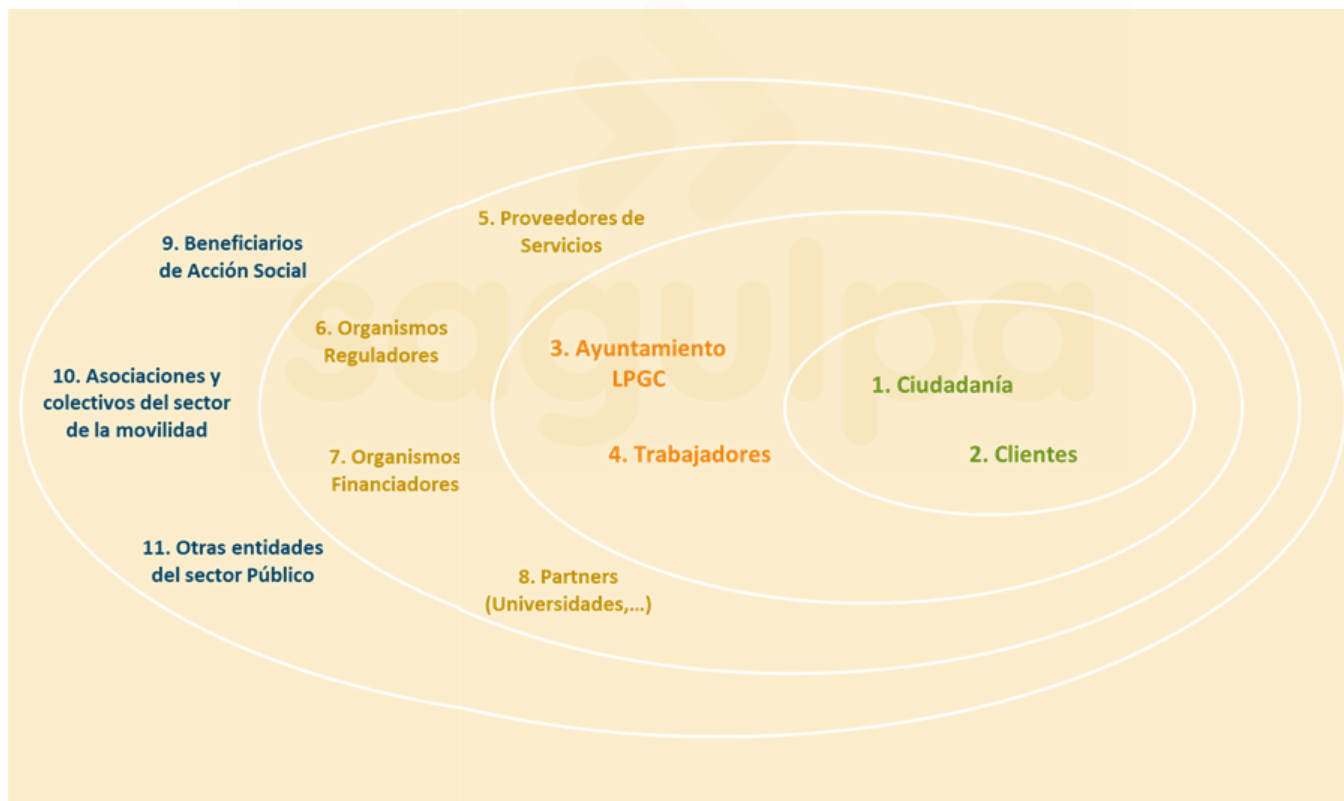 sagulpa
5. Proveedores de
Servicios
9. Beneficiarios
de Acción Social
6. Organismos
Reguladores
3. Ayuntamiento
LPGC
10. Asociaciones y
colectivos del sector
de la movilidad
1. Ciudadanía
7. Organismos
Financiadores
4. Trabajadores
2. Clientes
11. Otras entidades
del sector Público
8. Partners
(Universidades,...)